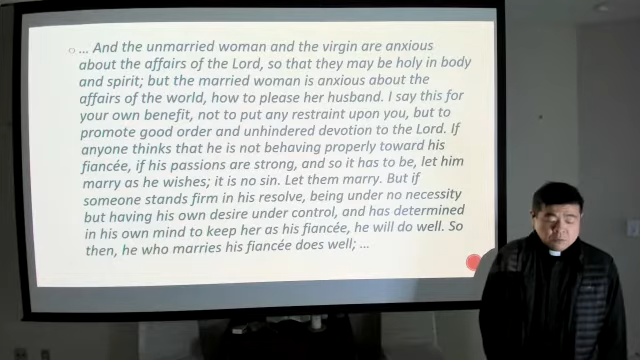 … And the unmarried woman and the virgin are anxious
about the affairs of the Lord, so that they may be holy in body
and spirit; but the married woman is anxious about the
affairs of the world, how to please her husband. I say this for
your own benefit, not to put any restraint upon you, but to
promote good order and unhindered devotion to the Lord. If
anyone thinks that he is not behaving properly toward his
fiancée, if his passions are strong, and so it has to be, let him
marry as he wishes; it is no sin. Let them marry. But if
someone stands firm in his resolve, being under no necessity
but having his own desire under control, and has determined
in his own mind to keep her as his fiancée, he will do well. So
then, he who marries his fiancée does well; …